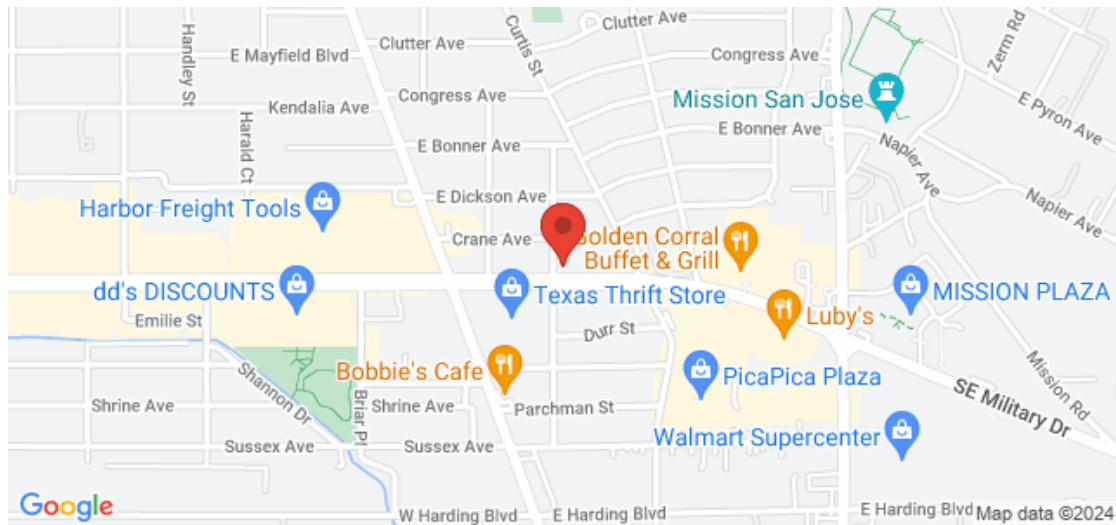 Clutter Ave
Clutter Ave
E Mayfield Blvd
Handley St
Curtis St
Congress Ave
Zerm Rd
Congress Ave
Kendalia Ave
Mission San Jose
E Pyron Ave
Harald Ct
E Bonner Ave
E Bonner Ave
Napier Ave
E Dickson Ave
Harbor Freight Tools
Napier Ave
Crane Ave
Golden Corral
Buffet & Grill
dd's DISCOUNTS
Texas Thrift Store
MISSION PLAZA
Emilie St
Durr St
Luby's
Bobbie's Cafe
PicaPica Plaza
Shannon Dr
Mission Rd
SE Military Dr
Briar Pl
Shrine Ave
Shrine Ave
Parchman St
Walmart Supercenter
Sussex Ave
Sussex Ave
Google
W Harding Blvd
E Harding Blvd
E Harding Blvd
Map data ©2024